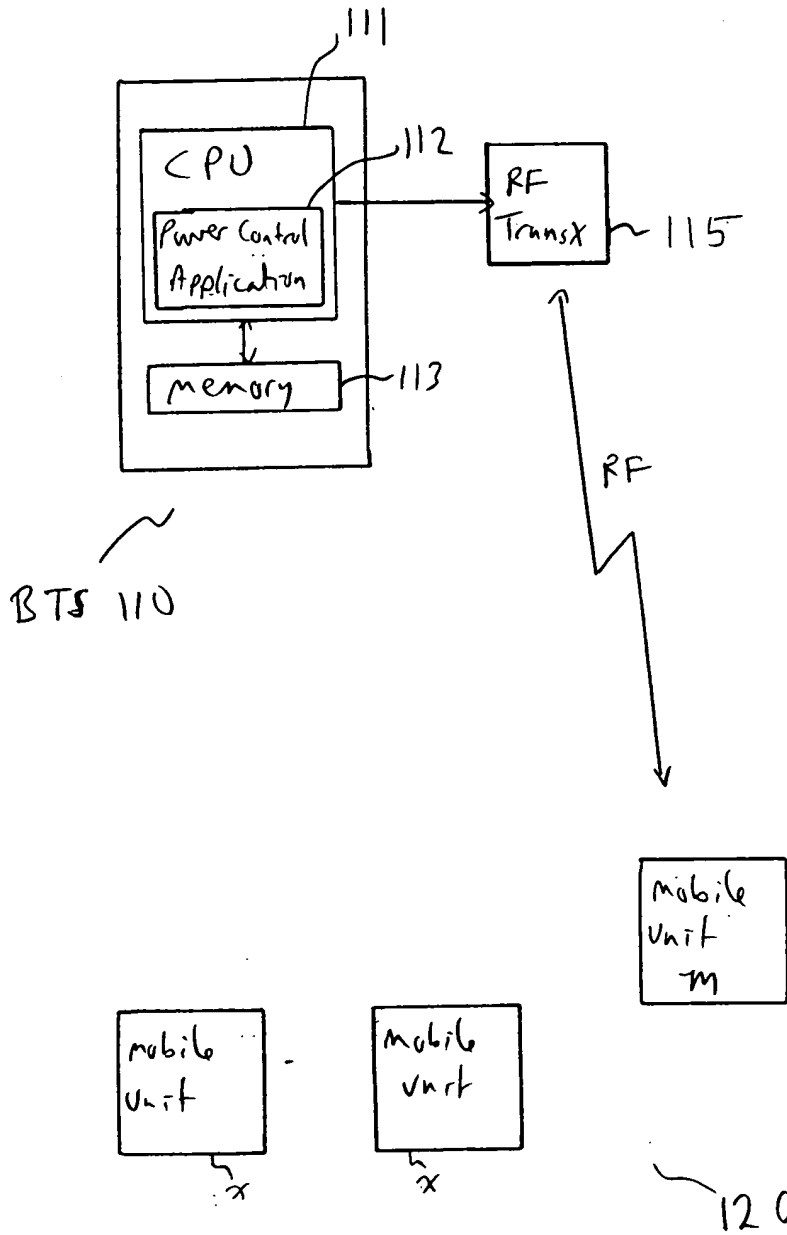 111
CPU
112
Power Control
Application
RF
TransX
115
memory
113
RF
BTS 110
mobile
unit
m
mobile
unit
mobile
unit
x
x
120